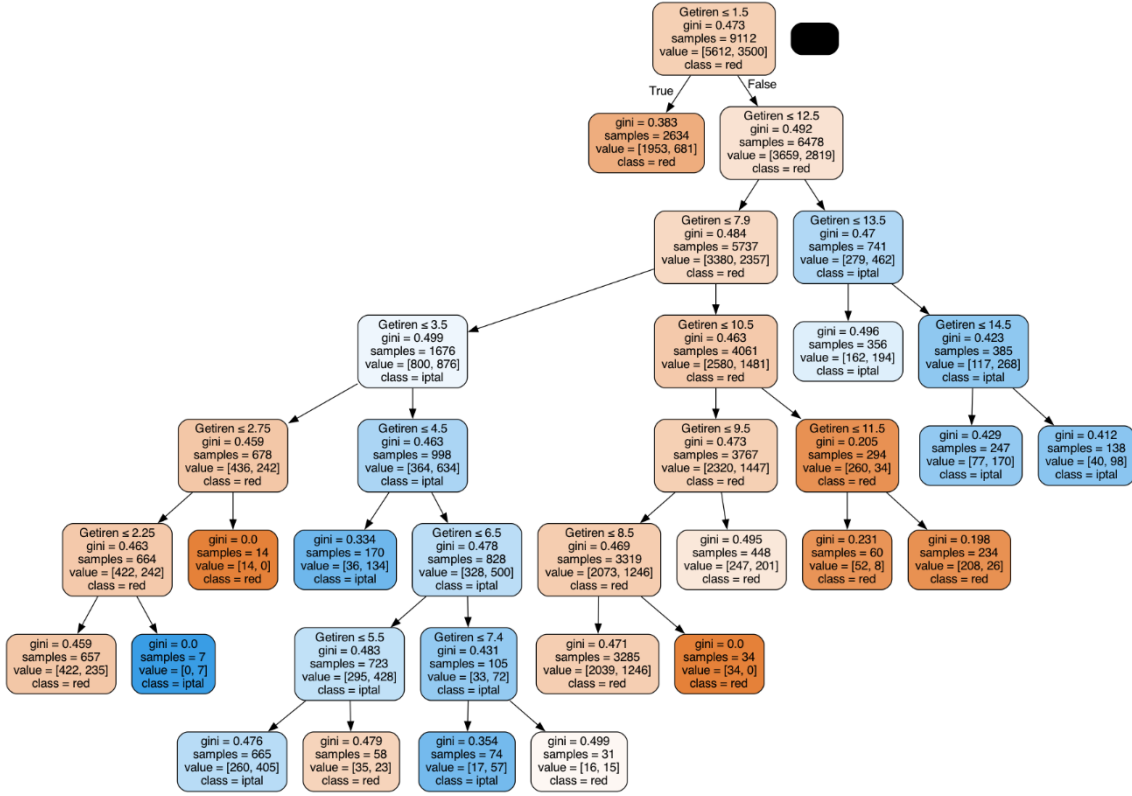 Getiren ≤ 1.5
gini = 0.473
samples = 9112
value = [5612, 3500]
class = red
True
False
gini = 0.383
samples = 2634
value = [1953, 681]
class = red
Getiren ≤ 12.5
gini = 0.492
samples = 6478
value = [3659, 2819]
class = red
Getiren ≤ 7.9
gini = 0.484
samples = 5737
value = [3380, 2357]
class = red
Getiren ≤ 13.5
gini = 0.47
samples = 741
value = [279, 462]
class = iptal
Getiren ≤ 3.5
gini = 0.499
samples = 1676
value = [800, 876]
class = iptal
Getiren ≤ 10.5
gini = 0.463
samples = 4061
value = [2580, 1481]
class = red
gini = 0.496
samples = 356
value = [162, 194]
class = iptal
Getiren ≤ 14.5
gini = 0.423
samples = 385
value = [117, 268]
class = iptal
Getiren ≤ 2.75
gini = 0.459
samples = 678
value = [436, 242]
class = red
Getiren ≤ 4.5
gini = 0.463
samples = 998
value = [364, 634]
class = iptal
Getiren ≤ 9.5
gini = 0.473
samples = 3767
value = [2320, 1447]
class = red
Getiren ≤ 11.5
gini = 0.205
samples = 294
value = [260, 34]
class = red
gini = 0.429
samples = 247
value = [77, 170]
class = iptal
gini = 0.412
samples = 138
value = [40, 98]
class = iptal
Getiren ≤ 2.25
gini = 0.463
samples = 664
value = [422, 242]
class = red
gini = 0.0
samples = 14
value = [14, 0]
class = red
gini = 0.334
samples = 170
value = [36, 134]
class = iptal
Getiren ≤ 6.5
gini = 0.478
samples = 828
value = [328, 500]
class = iptal
Getiren ≤ 8.5
gini = 0.469
samples = 3319
value = [2073, 1246]
class = red
gini = 0.495
samples = 448
value = [247, 201]
class = red
gini = 0.231
samples = 60
value = [52, 8]
class = red
gini = 0.198
samples = 234
value = [208, 26]
class = red
gini = 0.459
samples = 657
value = [422, 235]
class = red
gini = 0.0
samples = 7
value = [0, 7]
class = iptal
Getiren ≤ 5.5
gini = 0.483
samples = 723
value = [295, 428]
class = iptal
Getiren ≤ 7.4
gini = 0.431
samples = 105
value = [33, 72]
class = iptal
gini = 0.471
samples = 3285
value = [2039, 1246]
class = red
gini = 0.0
samples = 34
value = [34, 0]
class = red
gini = 0.476
samples = 665
value = [260, 405]
class = iptal
gini = 0.479
samples = 58
value = [35, 23]
class = red
gini = 0.354
samples = 74
value = [17, 57]
class = iptal
gini = 0.499
samples = 31
value = [16, 15]
class = red